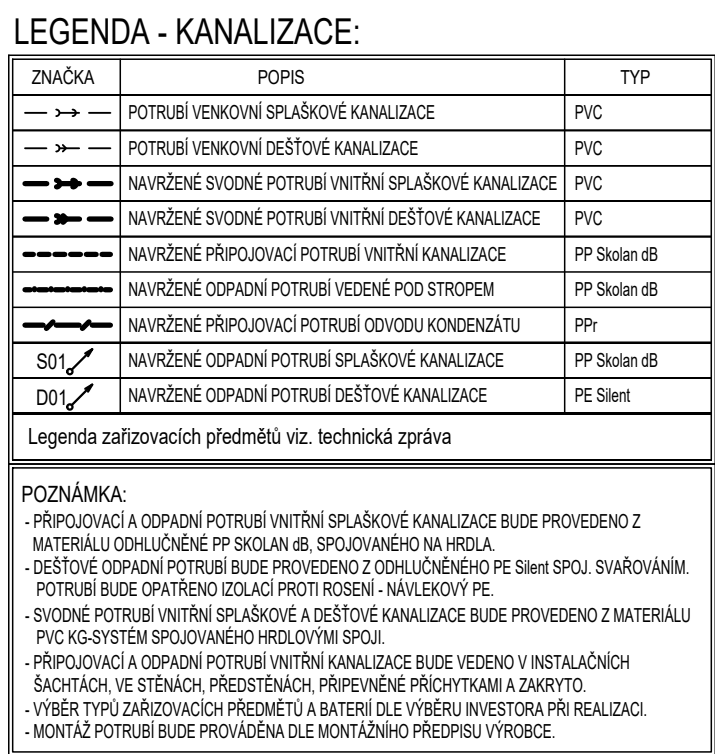 LEGENDA - KANALIZACE:
ZNAČKA POPIS TYP
POTRUBÍ VENKOVNÍ SPLAŠKOVÉ KANALIZACE PVC
POTRUBÍ VENKOVNÍ DEŠŤOVÉ KANALIZACE PVC
NAVRŽENÉ SVODNÉ POTRUBÍ VNITŘNÍ SPLAŠKOVÉ KANALIZACE PVC
NAVRŽENÉ SVODNÉ POTRUBÍ VNITŘNÍ DEŠŤOVÉ KANALIZACE PVC
NAVRŽENÉ PŘIPOJOVACÍ POTRUBÍ VNITŘNÍ KANALIZACE PP Skolan dB
NAVRŽENÉ ODPADNÍ POTRUBÍ VEDENÉ POD STROPEM PP Skolan dB
NAVRŽENÉ PŘIPOJOVACÍ POTRUBÍ ODVODU KONDENZÁTU PPr
S01 NAVRŽENÉ ODPADNÍ POTRUBÍ SPLAŠKOVÉ KANALIZACE PP Skolan dB
D01 NAVRŽENÉ ODPADNÍ POTRUBÍ DEŠŤOVÉ KANALIZACE PE Silent
Legenda zařizovacích předmětů viz. technická zpráva
POZNÁMKA:
- PŘIPOJOVACÍ A ODPADNÍ POTRUBÍ VNITŘNÍ SPLAŠKOVÉ KANALIZACE BUDE PROVEDENO Z
MATERIÁLU ODHLUČNĚNÉ PP SKOLAN dB, SPOJOVANÉHO NA HRDLA.
- DEŠŤOVÉ ODPADNÍ POTRUBÍ BUDE PROVEDENO Z ODHLUČNĚNÉHO PE Silent SPOJ. SVAŘOVÁNÍM.
POTRUBÍ BUDE OPATŘENO IZOLACÍ PROTI ROSENÍ - NÁVLEKOVÝ PE.
- SVODNÉ POTRUBÍ VNITŘNÍ SPLAŠKOVÉ A DEŠŤOVÉ KANALIZACE BUDE PROVEDENO Z MATERIÁLU
PVC KG-SYSTÉM SPOJOVANÉHO HRDLOVÝMI SPOJI.
- PŘIPOJOVACÍ A ODPADNÍ POTRUBÍ VNITŘNÍ KANALIZACE BUDE VEDENO V INSTALAČNÍCH
ŠACHTÁCH, VE STĚNÁCH, PŘEDSTĚNÁCH, PŘIPEVNĚNÉ PŘÍCHYTKAMI A ZAKRYTO.
- VÝBĚR TYPŮ ZAŘIZOVACÍCH PŘEDMĚTŮ A BATERIÍ DLE VÝBĚRU INVESTORA PŘI REALIZACI.
- MONTÁŽ POTRUBÍ BUDE PROVÁDĚNA DLE MONTÁŽNÍHO PŘEDPISU VÝROBCE.